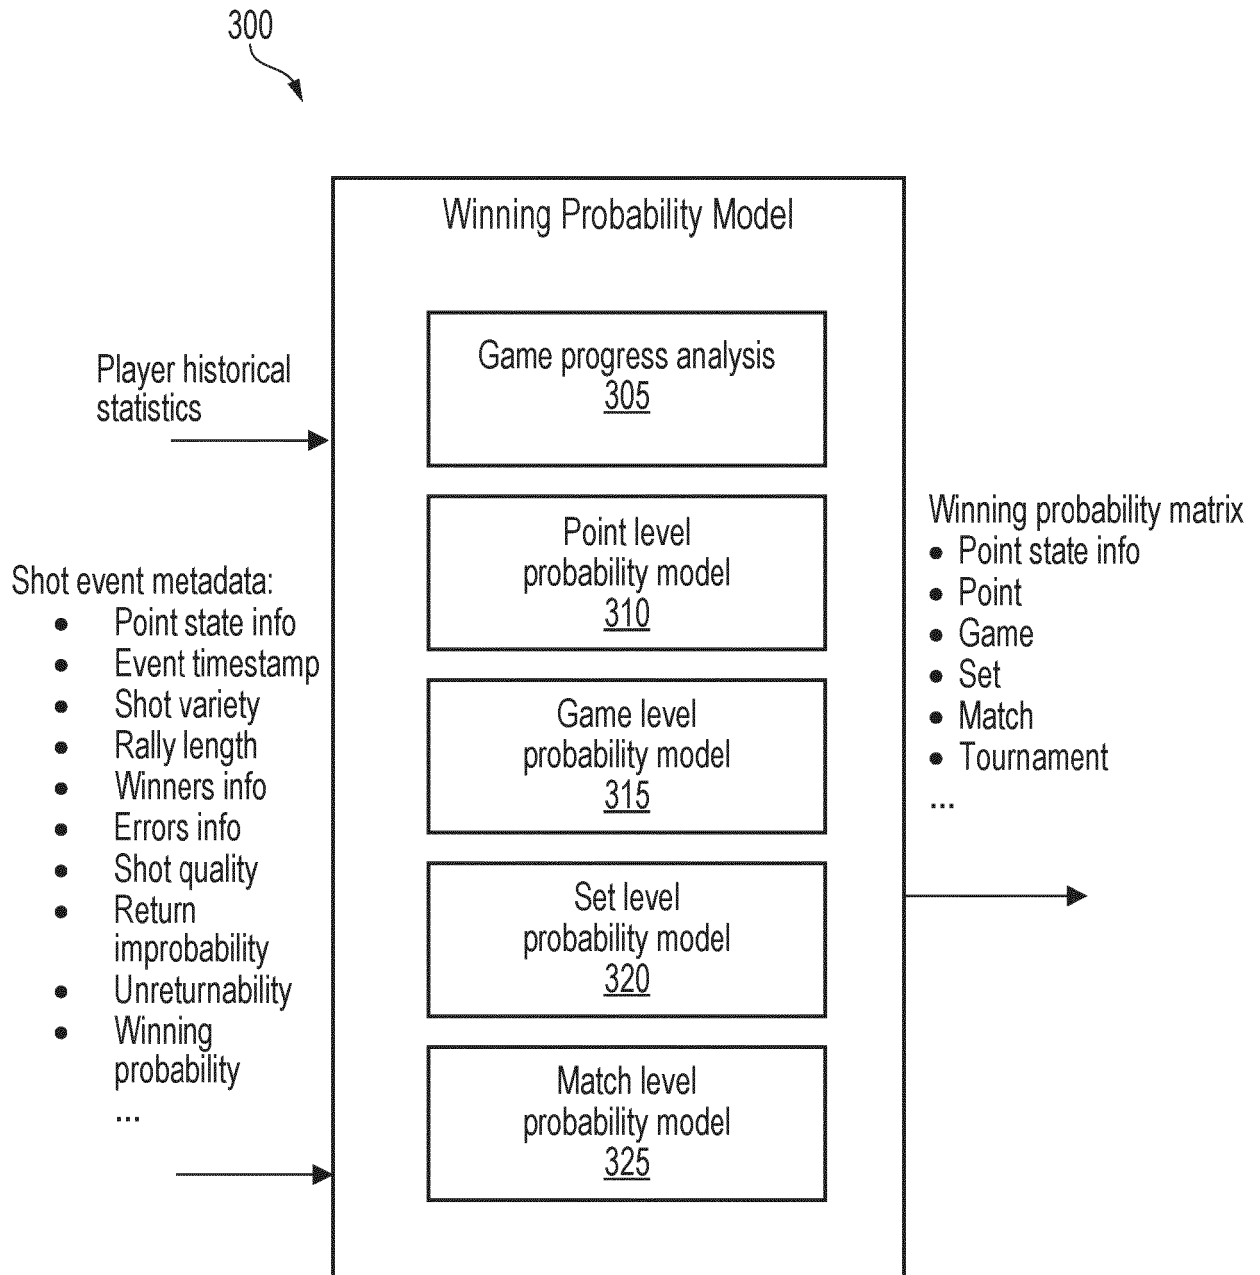 300
Winning Probability Model
Game progress analysis
305
Player historical
statistics
Point level
probability model
310
Shot event metadata:
• Point state info
• Event timestamp
• Shot variety
• Rally length
• Winners info
• Errors info
• Shot quality
• Return
improbability
• Unreturnability
• Winning
probability
...
Game level
probability model
315
Set level
probability model
320
Match level
probability model
325
Winning probability matrix
• Point state info
• Point
• Game
• Set
• Match
• Tournament
...